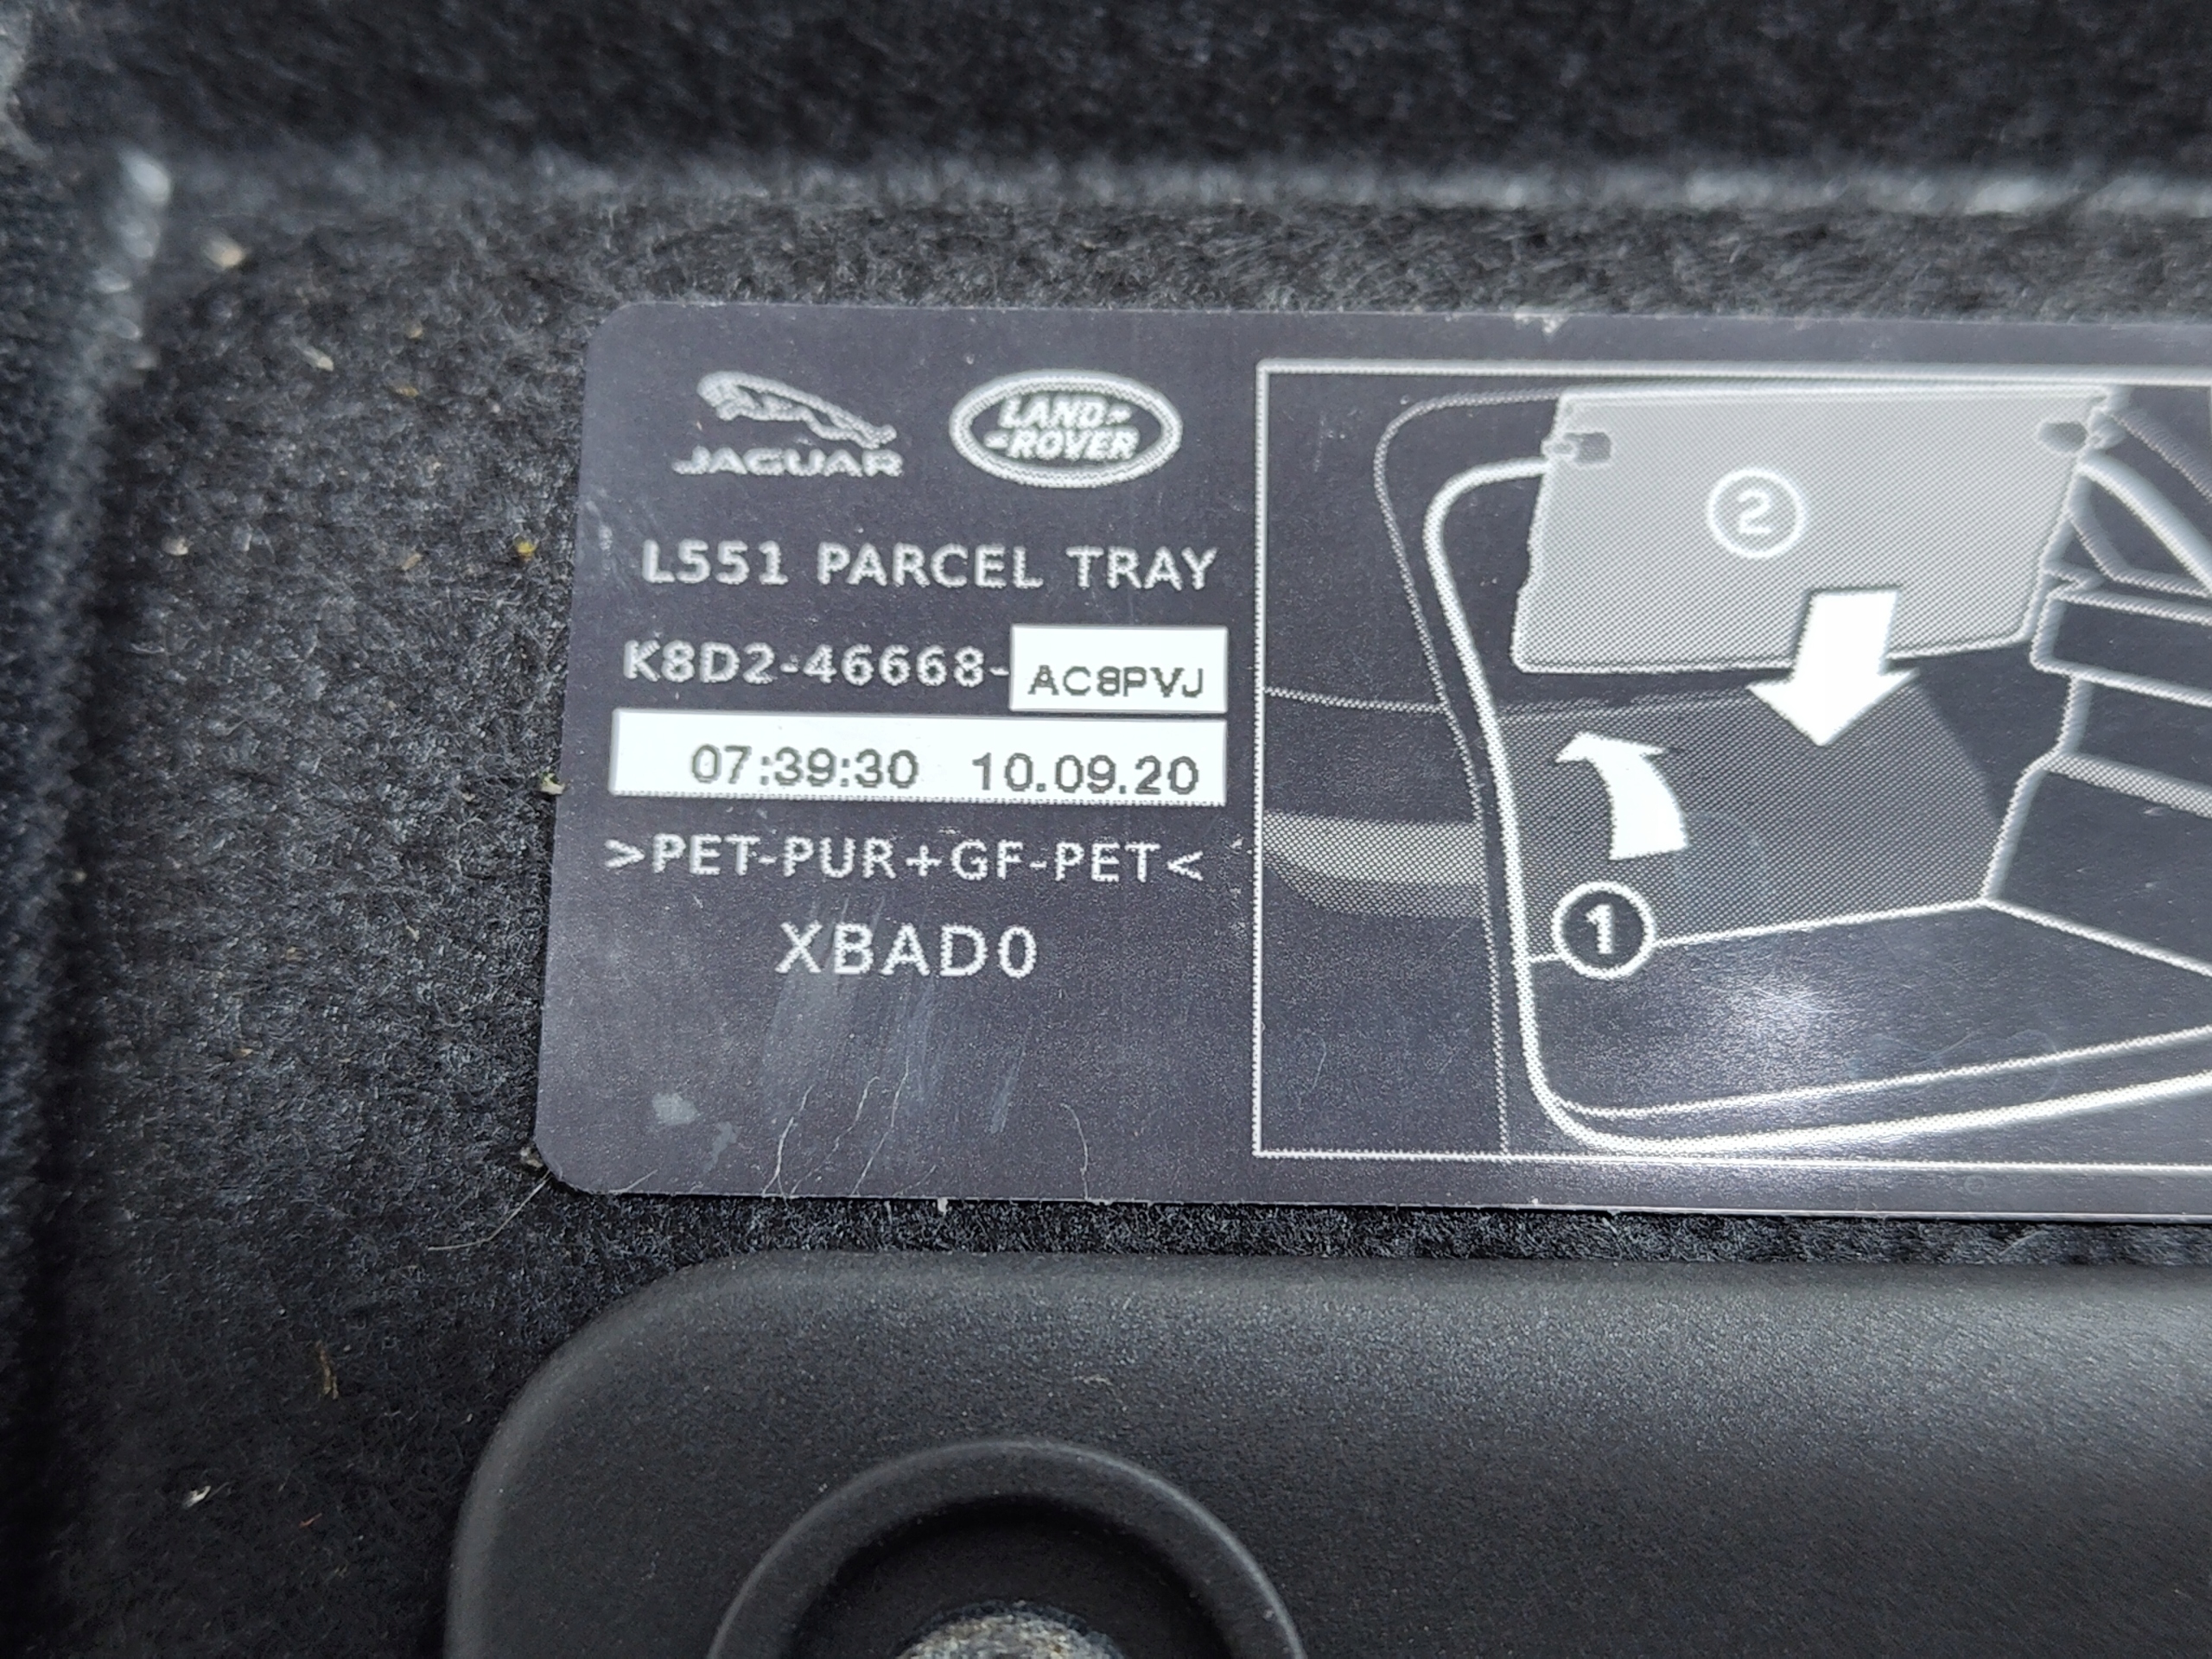 JAGUAR
LAND-
-ROVER
L551 PARCEL TRAY
K8D2-46668-AC8PVJ
07:39:30 10.09.20
>PET-PUR+GF-PET<
XBAD0
2
1